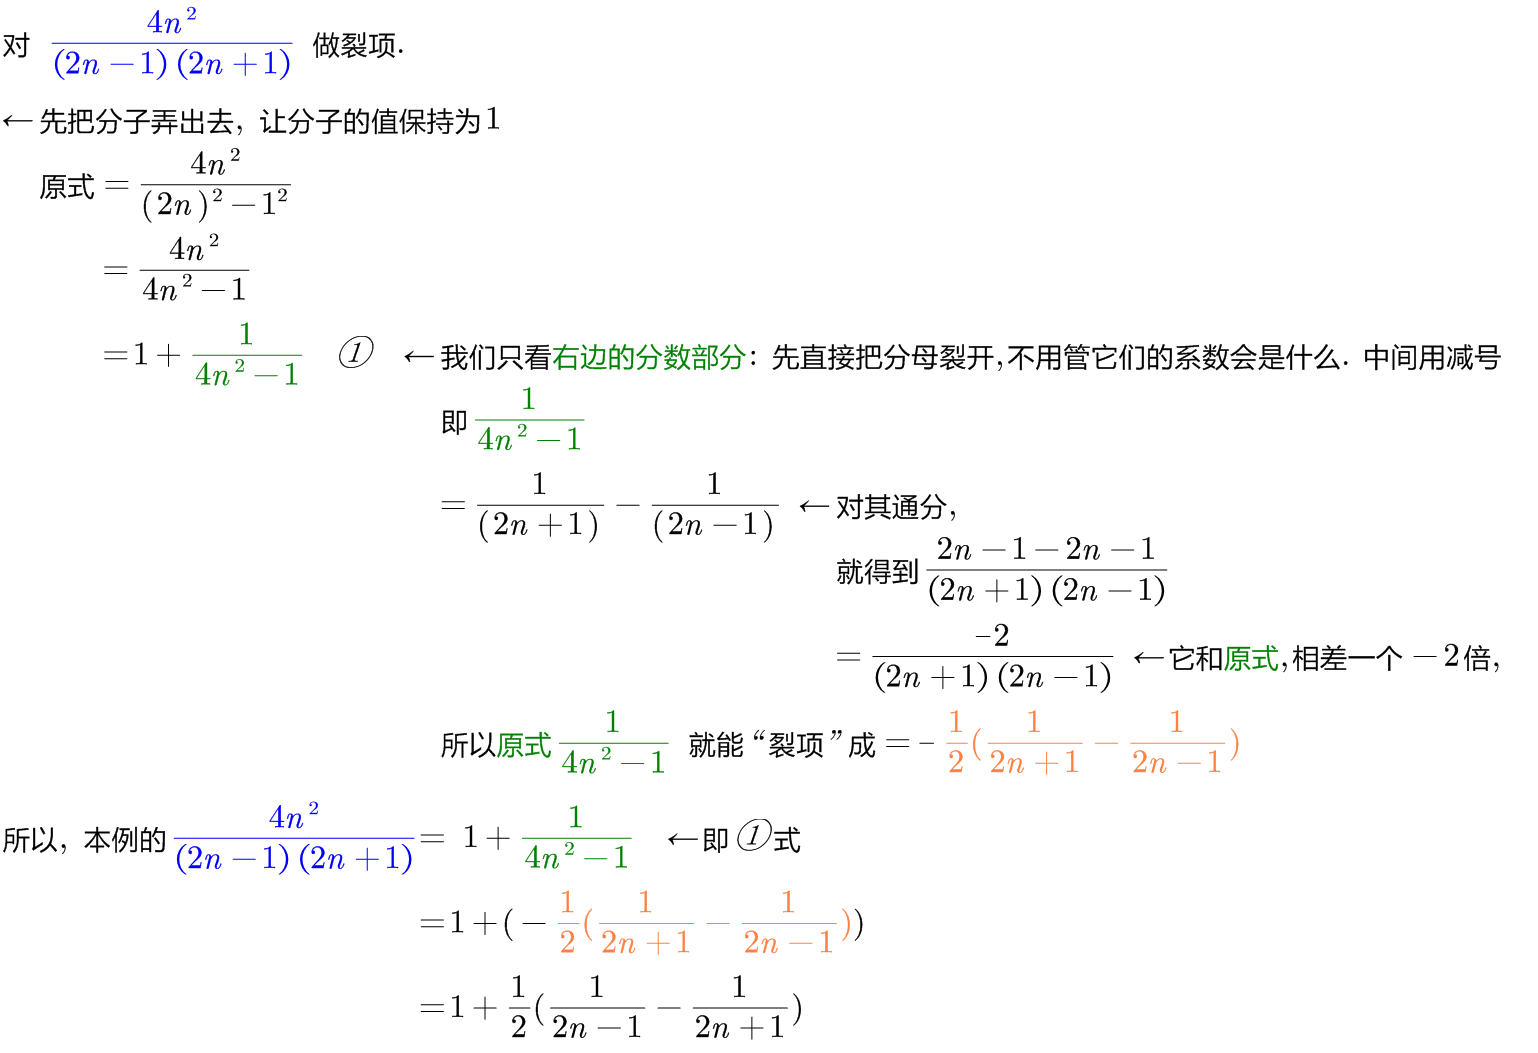 对 \frac{4n^2}{(2n-1)(2n+1)} 做裂项.
←先把分子弄出去，让分子的值保持为1
原式 = \frac{4n^2}{(2n)^2-1^2}
= \frac{4n^2}{4n^2-1}
=1+\frac{1}{4n^2-1} ① ←我们只看右边的分数部分：先直接把分母裂开,不用管它们的系数会是什么. 中间用减号
即 \frac{1}{4n^2-1}
= \frac{1}{(2n+1)} - \frac{1}{(2n-1)} ←对其通分，
就得到 \frac{2n-1-2n-1}{(2n+1)(2n-1)}
= \frac{-2}{(2n+1)(2n-1)} ←它和原式,相差一个 -2倍,
所以原式 \frac{1}{4n^2-1} 就能“裂项”成 =-\frac{1}{2}(\frac{1}{2n+1}-\frac{1}{2n-1})
所以，本例的 \frac{4n^2}{(2n-1)(2n+1)} = 1+\frac{1}{4n^2-1} ←即①式
=1+(-\frac{1}{2}(\frac{1}{2n+1}-\frac{1}{2n-1}))
=1+\frac{1}{2}(\frac{1}{2n-1}-\frac{1}{2n+1})